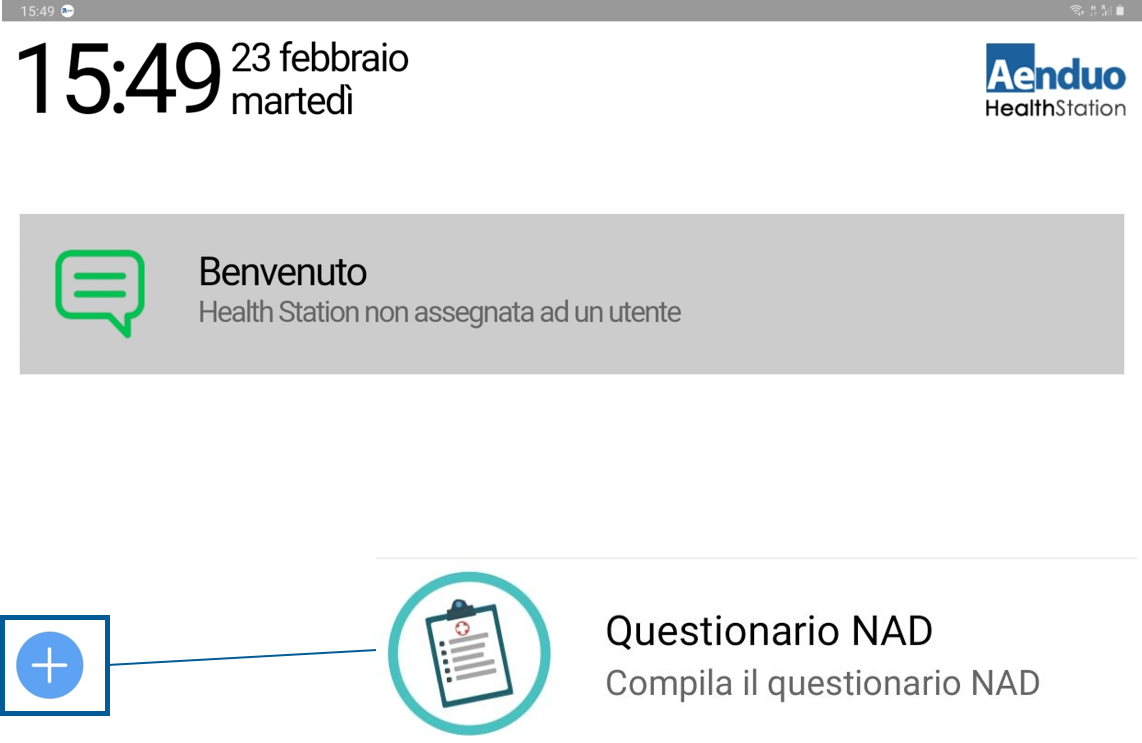 15:49
15:49
23 febbraio
martedì
Aenduo
HealthStation
Benvenuto
Health Station non assegnata ad un utente
Questionario NAD
Compila il questionario NAD